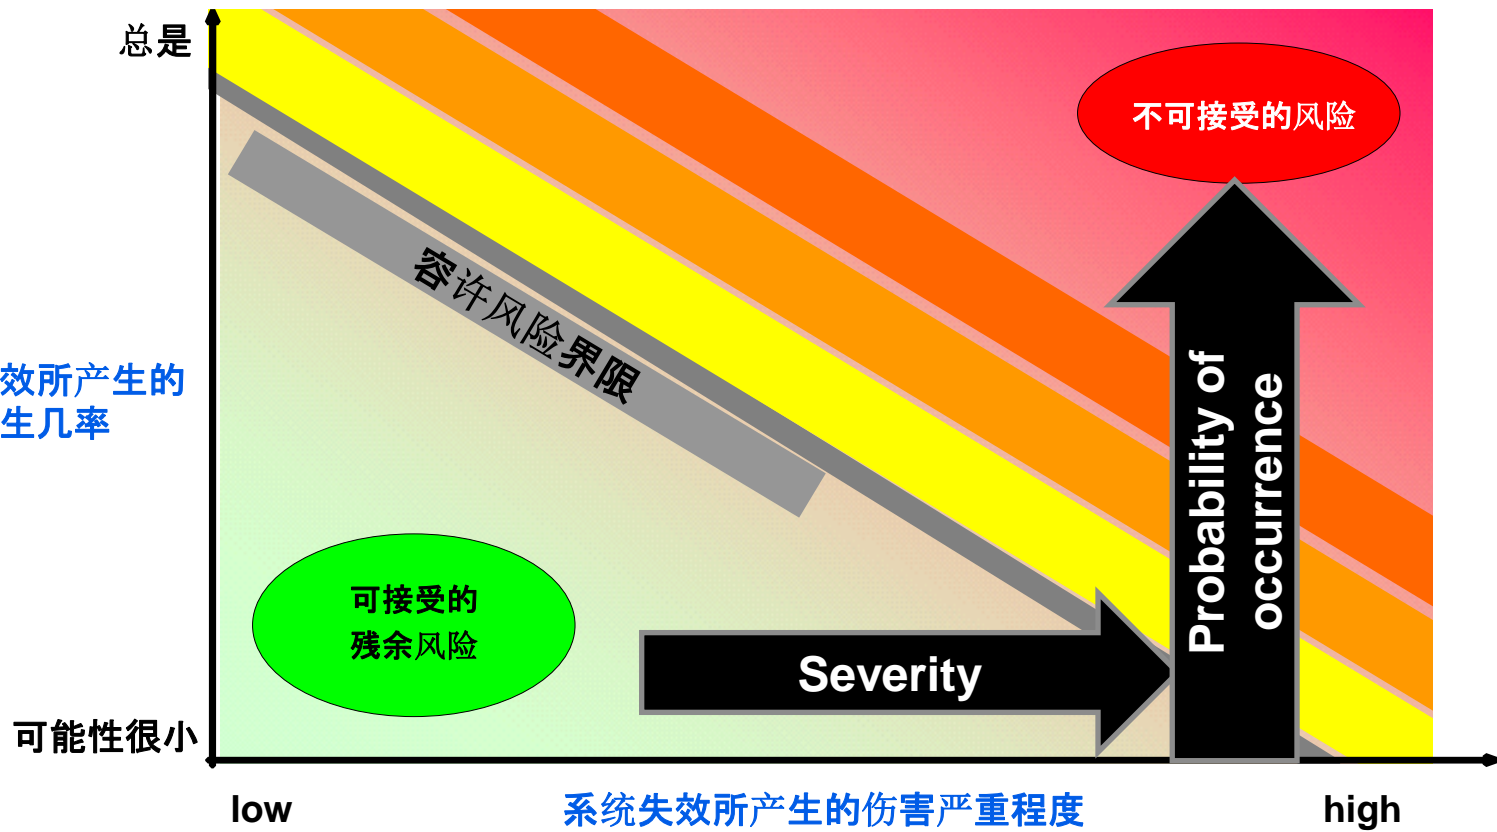 总是
不可接受的风险
容许风险界限
效所产生的
生几率
Probability of
occurrence
可接受的
残余风险
Severity
可能性很小
low
系统失效所产生的伤害严重程度
high